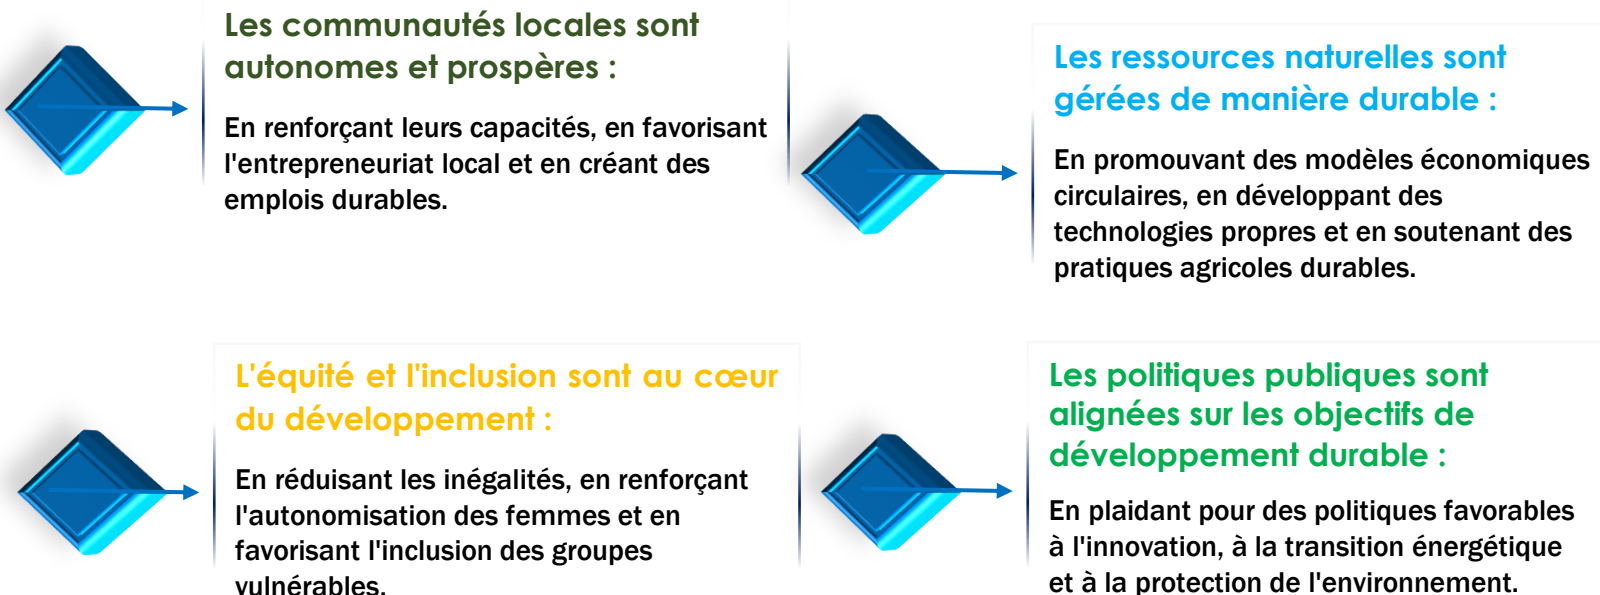 Les communautés locales sont
autonomes et prospères :
En renforçant leurs capacités, en favorisant
l'entrepreneuriat local et en créant des
emplois durables.
Les ressources naturelles sont
gérées de manière durable :
En promouvant des modèles économiques
circulaires, en développant des
technologies propres et en soutenant des
pratiques agricoles durables.
L'équité et l'inclusion sont au cœur
du développement :
En réduisant les inégalités, en renforçant
l'autonomisation des femmes et en
favorisant l'inclusion des groupes
vulnérables.
Les politiques publiques sont
alignées sur les objectifs de
développement durable :
En plaidant pour des politiques favorables
à l'innovation, à la transition énergétique
et à la protection de l'environnement.